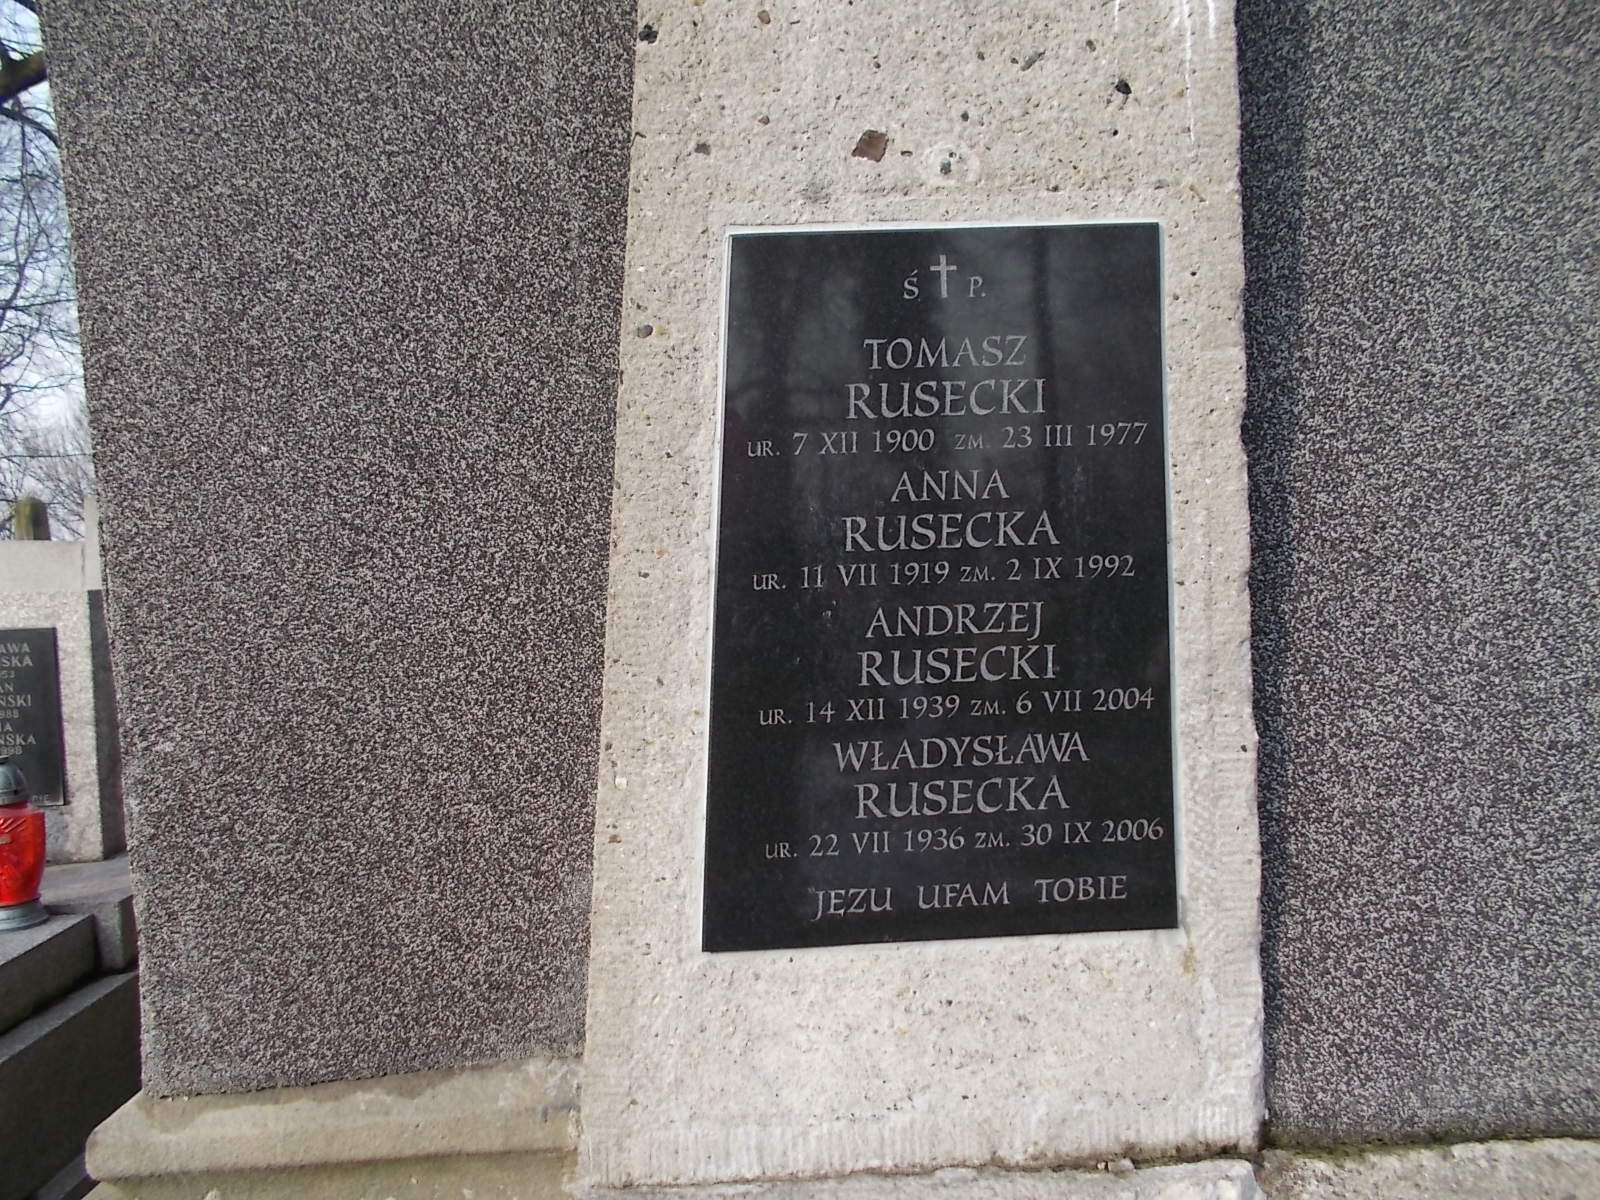 Ś † P.
TOMASZ
RUSECKI
UR. 7 XII 1900 ZM. 23 III 1977
ANNA
RUSECKA
UR. 11 VII 1919 ZM. 2 IX 1992
ANDRZEJ
RUSECKI
UR. 14 XII 1939 ZM. 6 VII 2004
WŁADYSŁAWA
RUSECKA
UR. 22 VII 1936 ZM. 30 IX 2006
JĘZU UFAM TOBIE